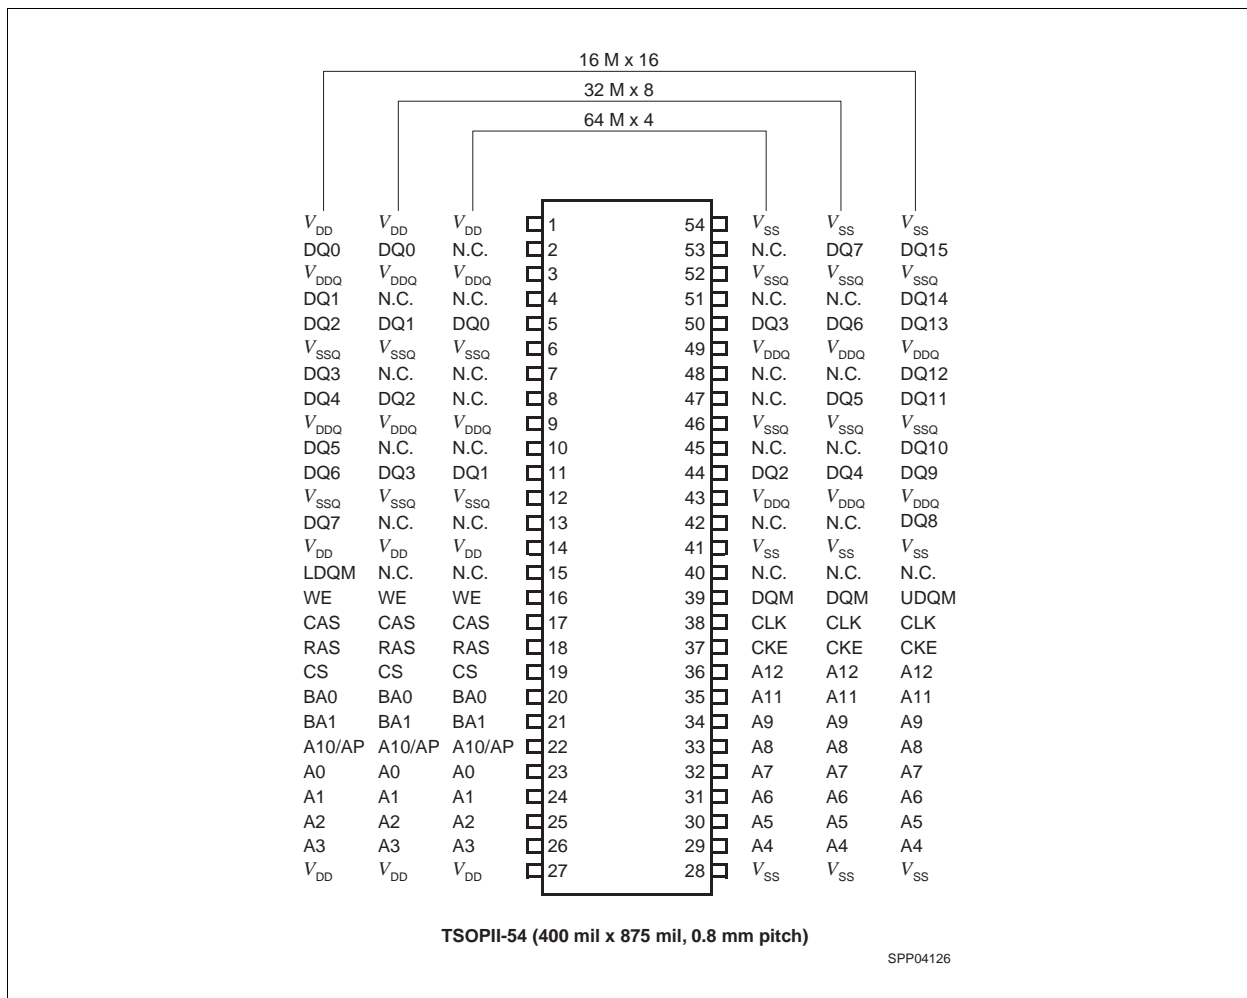 16 M x 16
32 M x 8
64 M x 4
VDD VDD VDD 1 54 VSS VSS VSS
DQ0 DQ0 N.C. 2 53 N.C. DQ7 DQ15
VDDQ VDDQ VDDQ 3 52 VSSQ VSSQ VSSQ
DQ1 N.C. N.C. 4 51 N.C. N.C. DQ14
DQ2 DQ1 DQ0 5 50 DQ3 DQ6 DQ13
VSSQ VSSQ VSSQ 6 49 VDDQ VDDQ VDDQ
DQ3 N.C. N.C. 7 48 N.C. N.C. DQ12
DQ4 DQ2 N.C. 8 47 N.C. DQ5 DQ11
VDDQ VDDQ VDDQ 9 46 VSSQ VSSQ VSSQ
DQ5 N.C. N.C. 10 45 N.C. N.C. DQ10
DQ6 DQ3 DQ1 11 44 DQ2 DQ4 DQ9
VSSQ VSSQ VSSQ 12 43 VDDQ VDDQ VDDQ
DQ7 N.C. N.C. 13 42 N.C. N.C. DQ8
VDD VDD VDD 14 41 VSS VSS VSS
LDQM N.C. N.C. 15 40 N.C. N.C. N.C.
WE WE WE 16 39 DQM DQM UDQM
CAS CAS CAS 17 38 CLK CLK CLK
RAS RAS RAS 18 37 CKE CKE CKE
CS CS CS 19 36 A12 A12 A12
BA0 BA0 BA0 20 35 A11 A11 A11
BA1 BA1 BA1 21 34 A9 A9 A9
A10/AP A10/AP A10/AP 22 33 A8 A8 A8
A0 A0 A0 23 32 A7 A7 A7
A1 A1 A1 24 31 A6 A6 A6
A2 A2 A2 25 30 A5 A5 A5
A3 A3 A3 26 29 A4 A4 A4
VDD VDD VDD 27 28 VSS VSS VSS
TSOPII-54 (400 mil x 875 mil, 0.8 mm pitch)
SPP04126